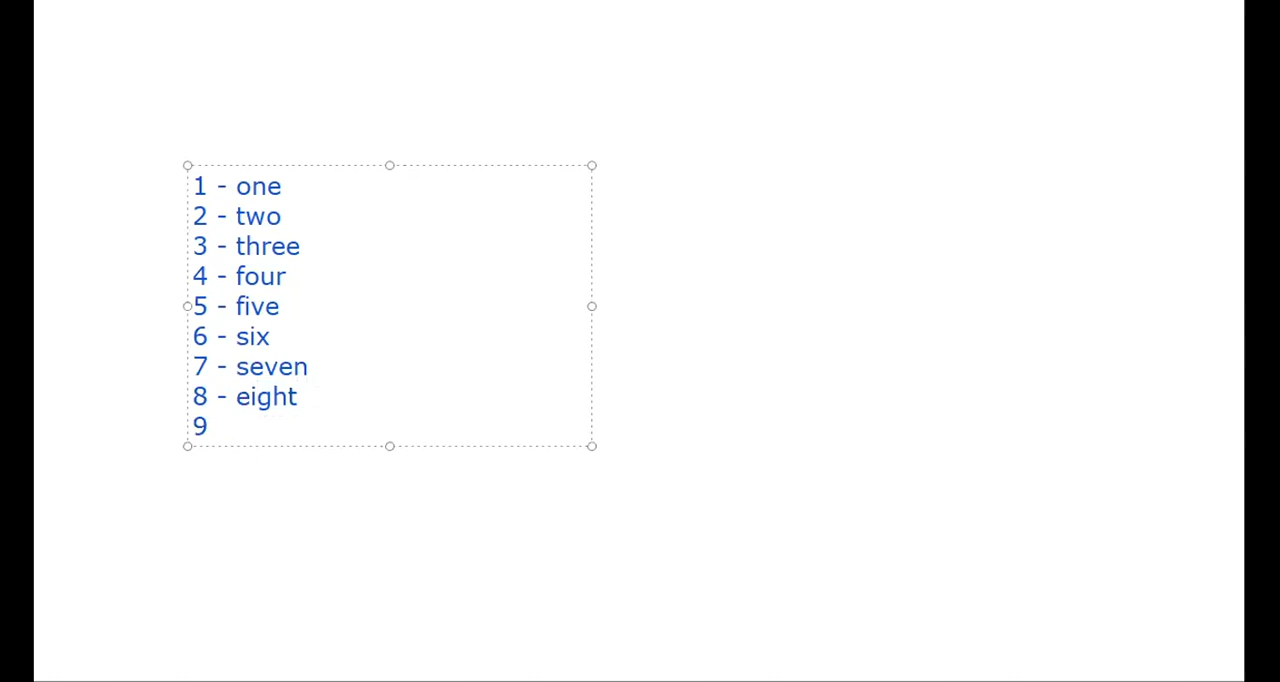 1 - one
2 - two
3 - three
4 - four
5 - five
6 - six
7 - seven
8 - eight
9